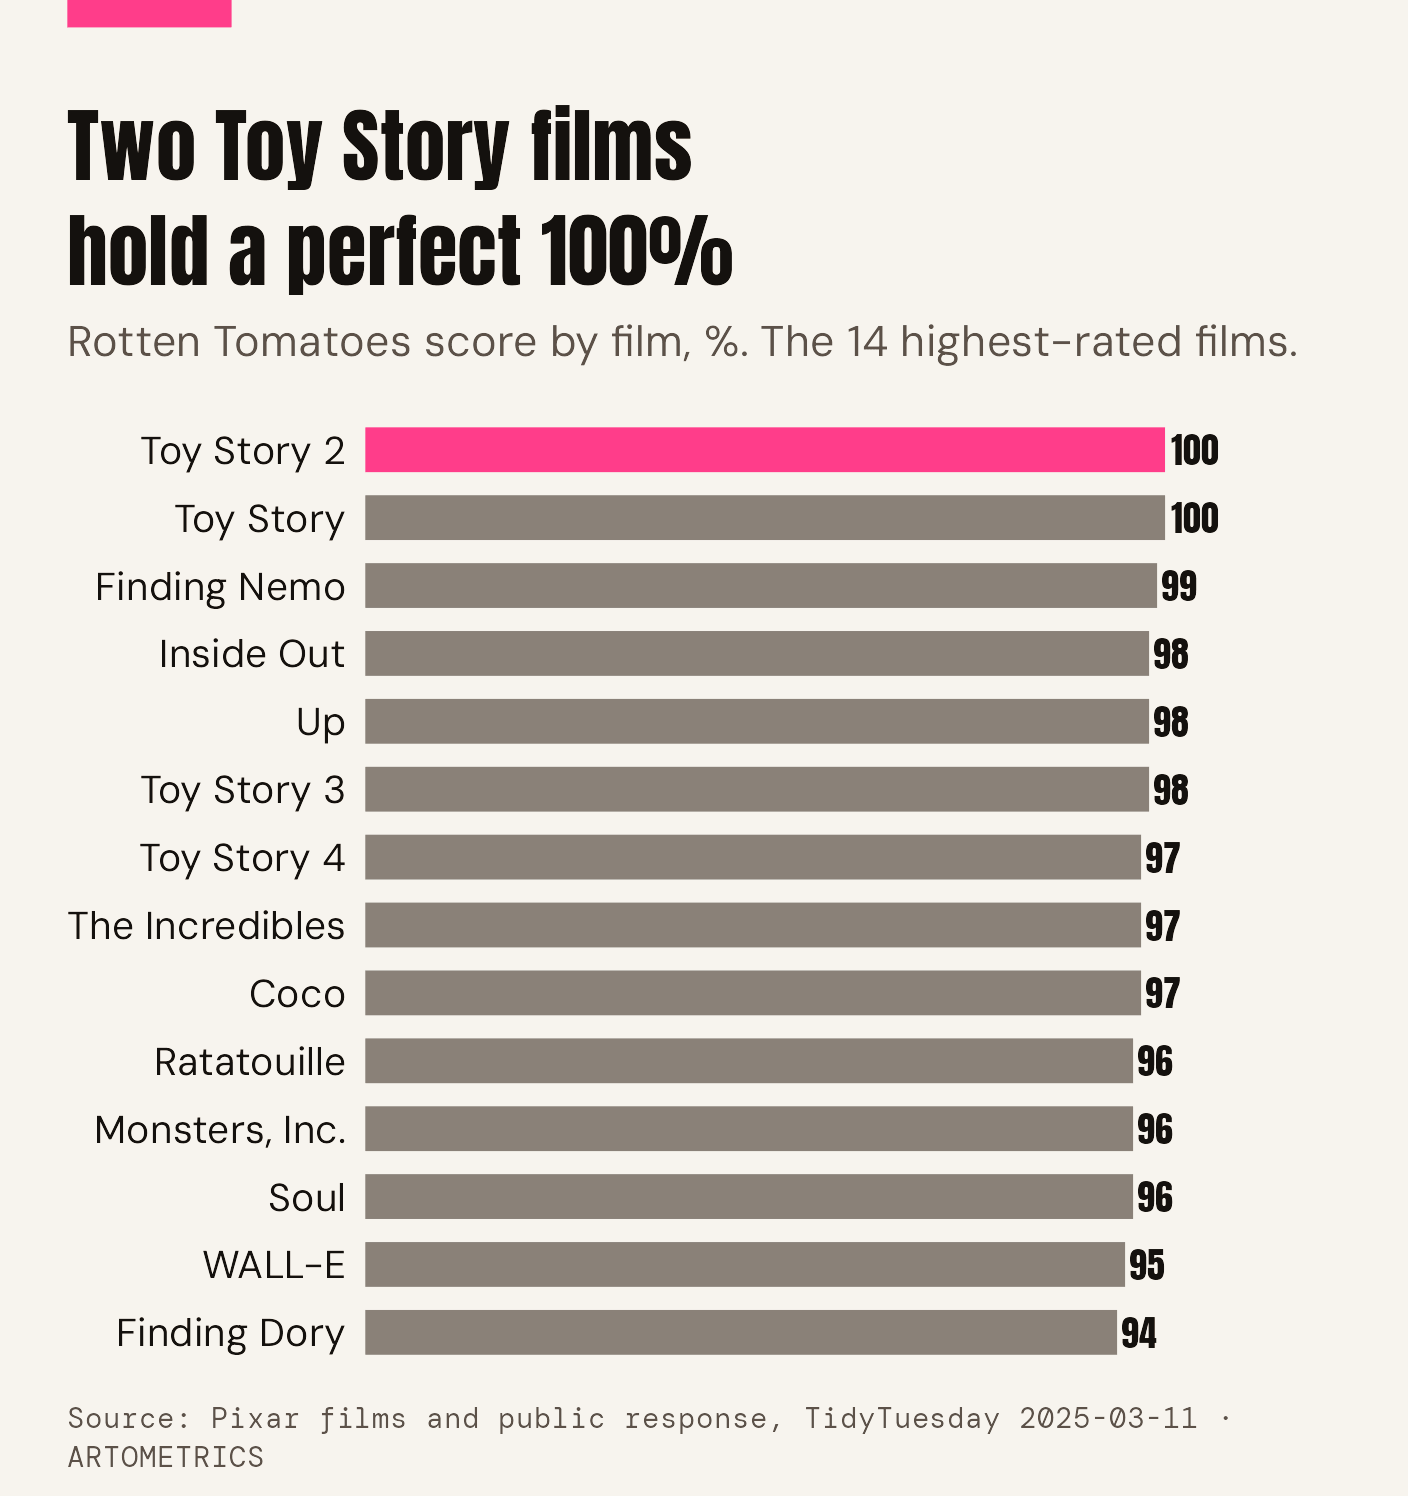 Two Toy Story films
hold a perfect 100%
Rotten Tomatoes score by film, %. The 14 highest-rated films.
Toy Story 2 100
Toy Story 100
Finding Nemo 99
Inside Out 98
Up 98
Toy Story 3 98
Toy Story 4 97
The Incredibles 97
Coco 97
Ratatouille 96
Monsters, Inc. 96
Soul 96
WALL-E 95
Finding Dory 94
Source: Pixar films and public response, TidyTuesday 2025-03-11 ·
ARTOMETRICS